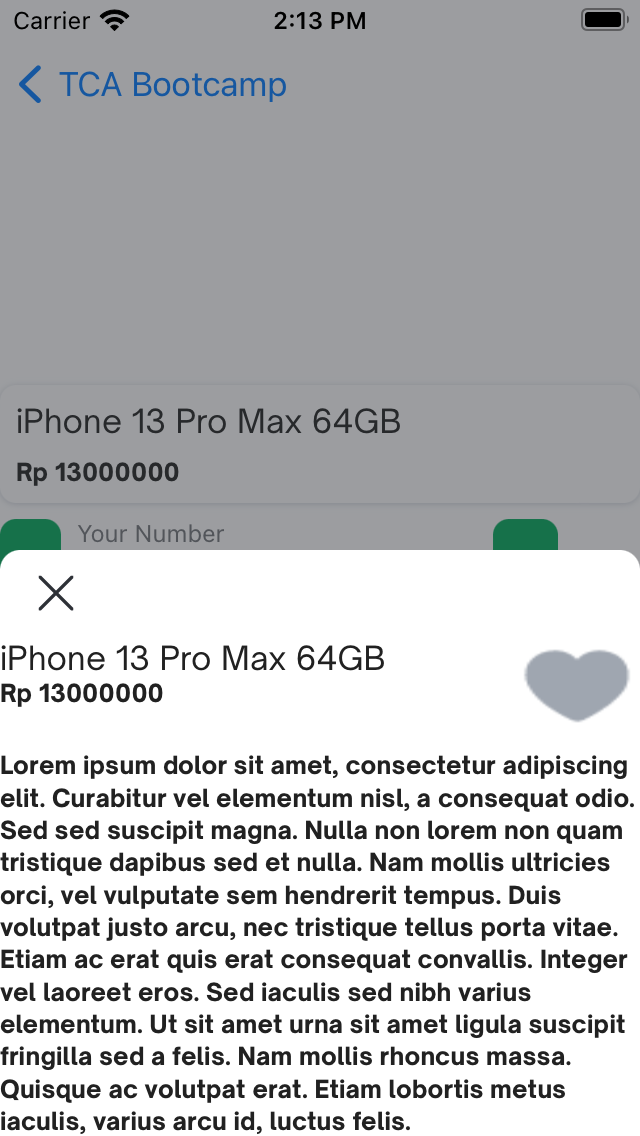 Carrier 2:13 PM
TCA Bootcamp
iPhone 13 Pro Max 64GB
Rp 13000000
Your Number
iPhone 13 Pro Max 64GB
Rp 13000000
Lorem ipsum dolor sit amet, consectetur adipiscing
elit. Curabitur vel elementum nisl, a consequat odio.
Sed sed suscipit magna. Nulla non lorem non quam
tristique dapibus sed et nulla. Nam mollis ultricies
orci, vel vulputate sem hendrerit tempus. Duis
volutpat justo arcu, nec tristique tellus porta vitae.
Etiam ac erat quis erat consequat convallis. Integer
vel laoreet eros. Sed iaculis sed nibh varius
elementum. Ut sit amet urna sit amet ligula suscipit
fringilla sed a felis. Nam mollis rhoncus massa.
Quisque ac volutpat erat. Etiam lobortis metus
iaculis, varius arcu id, luctus felis.